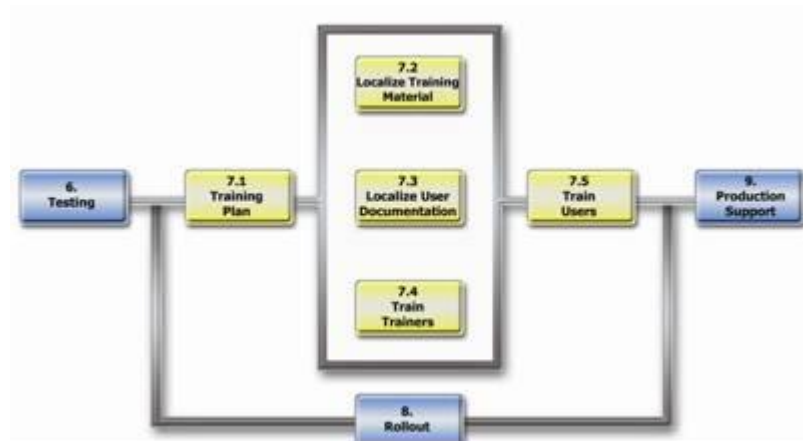 6.
Testing
7.1
Training
Plan
7.2
Localize Training
Material
7.3
Localize User
Documentation
7.4
Train
Trainers
7.5
Train
Users
9.
Production
Support
8.
Rollout